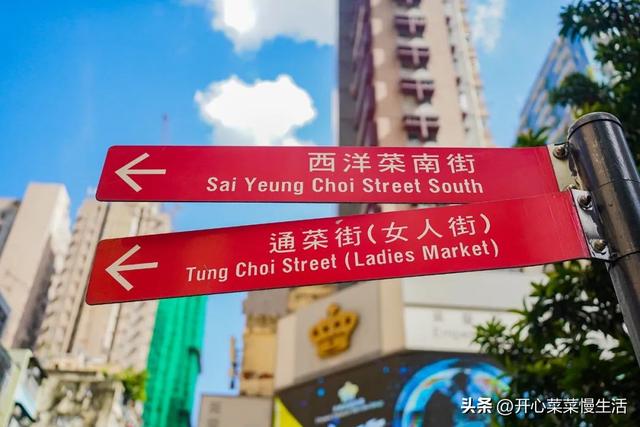 西洋菜南街
Sai Yeung Choi Street South
通菜街(女人街)
Tung Choi Street (Ladies Market)
头条 @开心菜菜慢生活